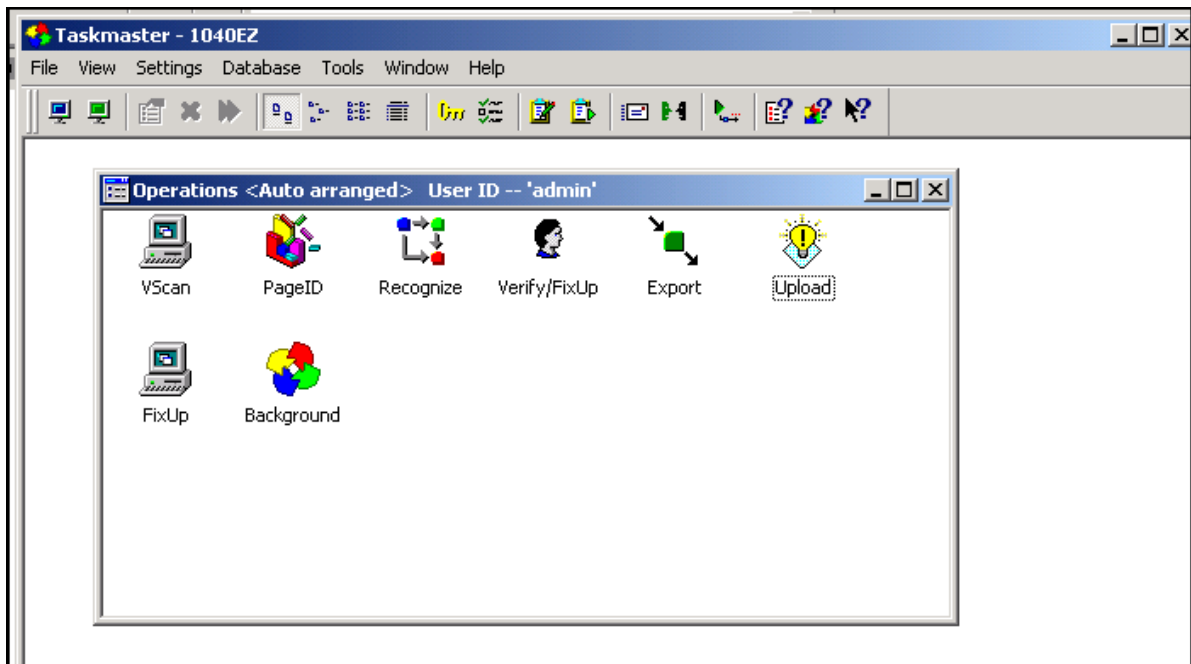 Taskmaster - 1040EZ
File View Settings Database Tools Window Help
Operations <Auto arranged> User ID -- 'admin'
VScan PageID Recognize Verify/FixUp Export Upload
FixUp Background